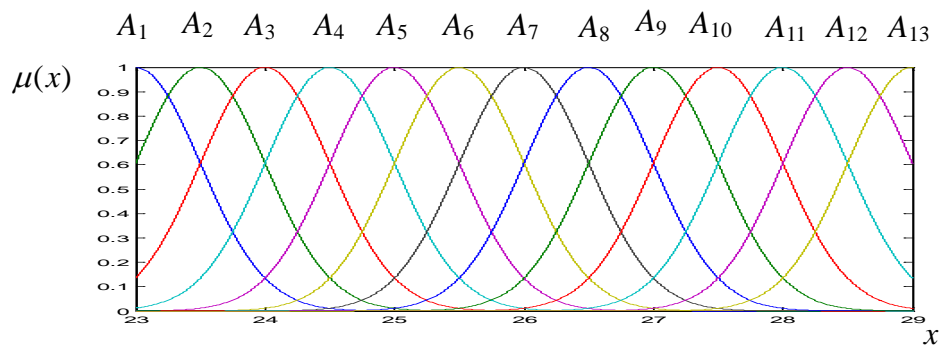 A₁ A₂ A₃ A₄ A₅ A₆ A₇ A₈ A₉ A₁₀ A₁₁ A₁₂ A₁₃
μ(x)
1
0.9
0.8
0.7
0.6
0.5
0.4
0.3
0.2
0.1
0
23 24 25 26 27 28 29
x